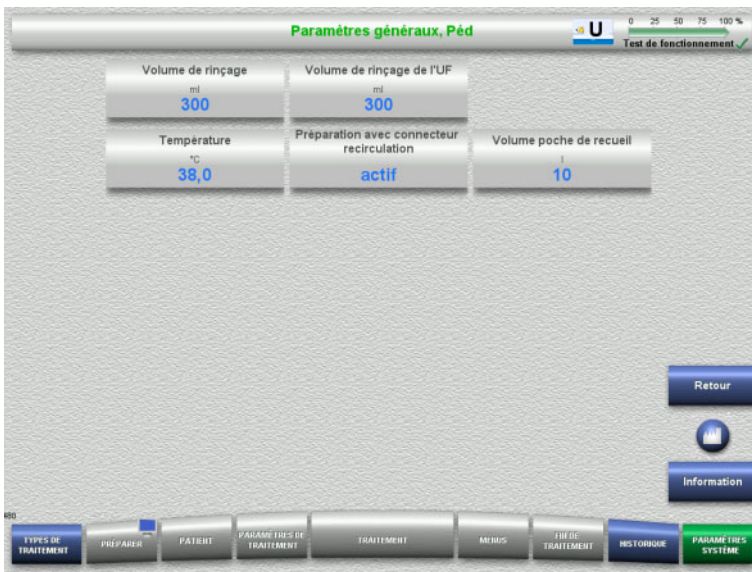 Paramètres généraux, Péd
U
0 25 50 75 100 %
Test de fonctionnement
Volume de rinçage
ml
300
Volume de rinçage de l'UF
ml
300
Température
°C
38,0
Préparation avec connecteur
recirculation
actif
Volume poche de recueil
l
10
Retour
Information
480
TYPES DE
TRAITEMENT
PRÉPARER
PATIENT
PARAMÈTRES DE
TRAITEMENT
TRAITEMENT
MENUS
FIN DE
TRAITEMENT
HISTORIQUE
PARAMÈTRES
SYSTÈME